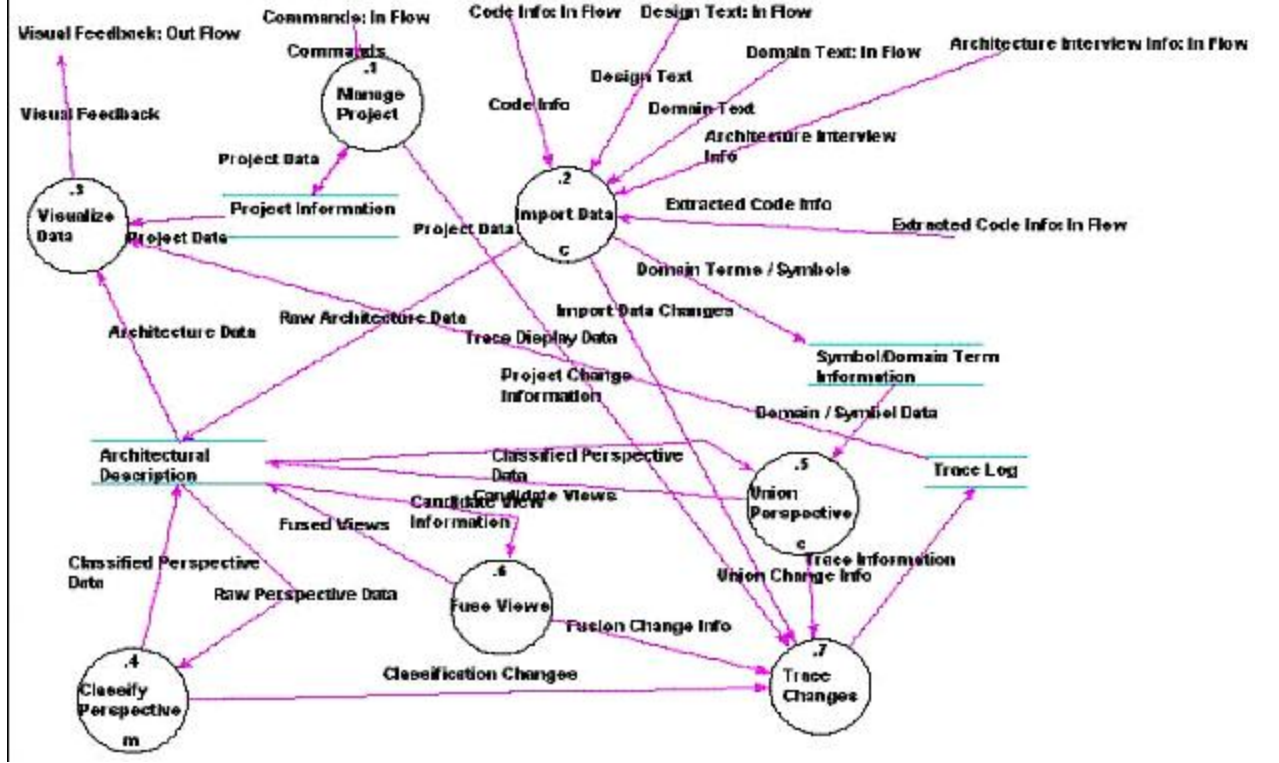 Commands: In Flow
Code Info: In Flow
Design Text: In Flow
Visual Feedback: Out Flow
Architecture Interview Info: In Flow
Commands
Domain Text: In Flow
.1
Manage
Project
Design Text
Code Info
Domain Text
Visual Feedback
Architecture Interview
Info
Project Data
.2
Import Data
C
.3
Visualize
Data
Project Information
Extracted Code Info
Extracted Code Info: In Flow
Project Data
Project Data
Domain Terms / Symbols
Import Data Changes
Raw Architecture Data
Architecture Data
Trace Display Data
Symbol/Domain Term
Information
Project Change
Information
Domain / Symbol Data
Architectural
Description
Classified Perspective
Data
.5
Union
Perspective
c
Trace Log
Candidate Views
Candidate View
Information
Fused Views
Classified Perspective
Data
Trace Information
Union Change Info
.6
Fuse Views
Raw Perspective Data
Fusion Change Info
.4
Classify
Perspective
m
Classification Changes
.7
Trace
Changes